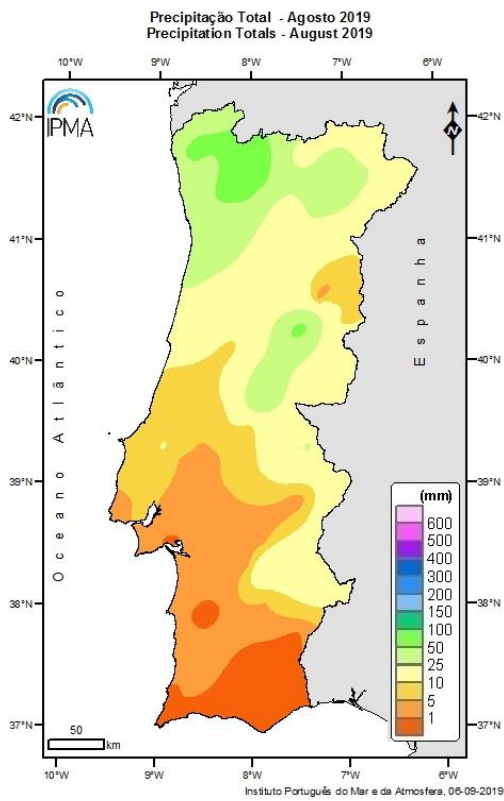 Precipitação Total - Agosto 2019
Precipitation Totals - August 2019
10°W 9°W 8°W 7°W 6°W
IPMA
N
42°N 42°N
41°N 41°N
40°N 40°N
39°N 39°N
38°N 38°N
37°N 37°N
Oceano Atlântico
Espanha
(mm)
600
500
400
300
200
150
100
50
25
10
5
1
50
km
10°W 9°W 8°W 7°W 6°W
Instituto Português do Mar e da Atmosfera, 06-09-2019